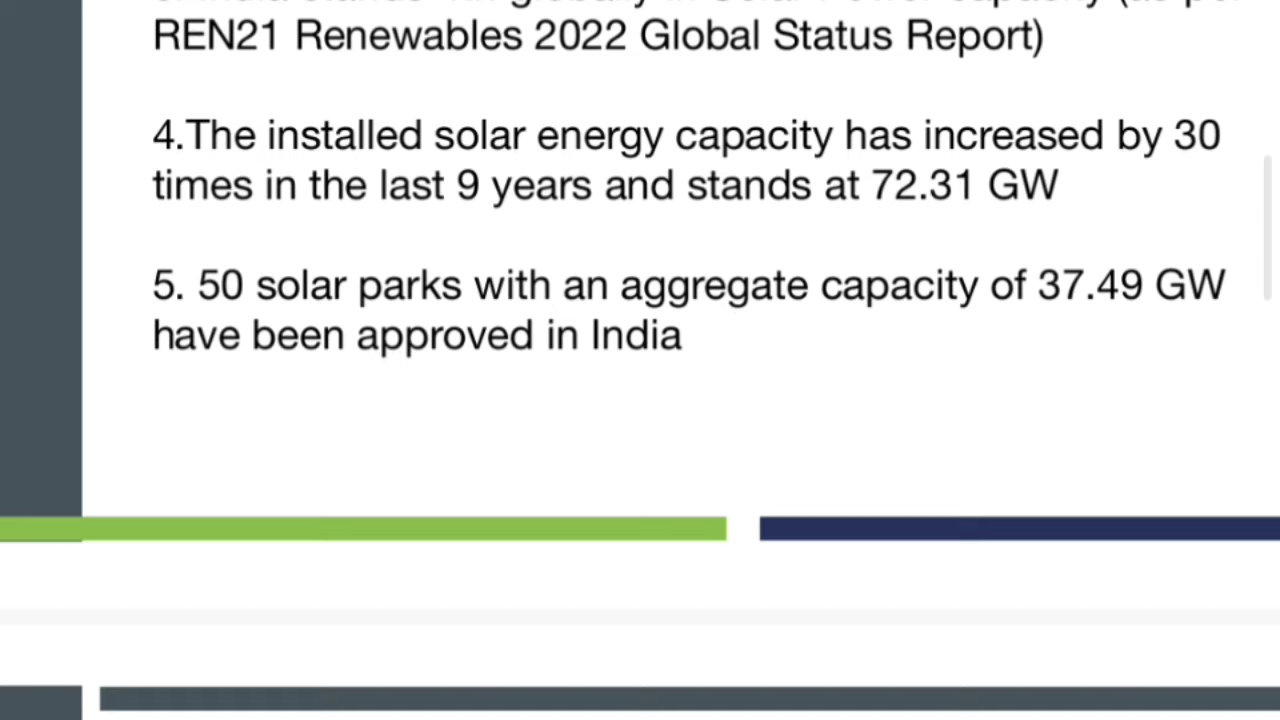 REN21 Renewables 2022 Global Status Report)
4.The installed solar energy capacity has increased by 30
times in the last 9 years and stands at 72.31 GW
5. 50 solar parks with an aggregate capacity of 37.49 GW
have been approved in India